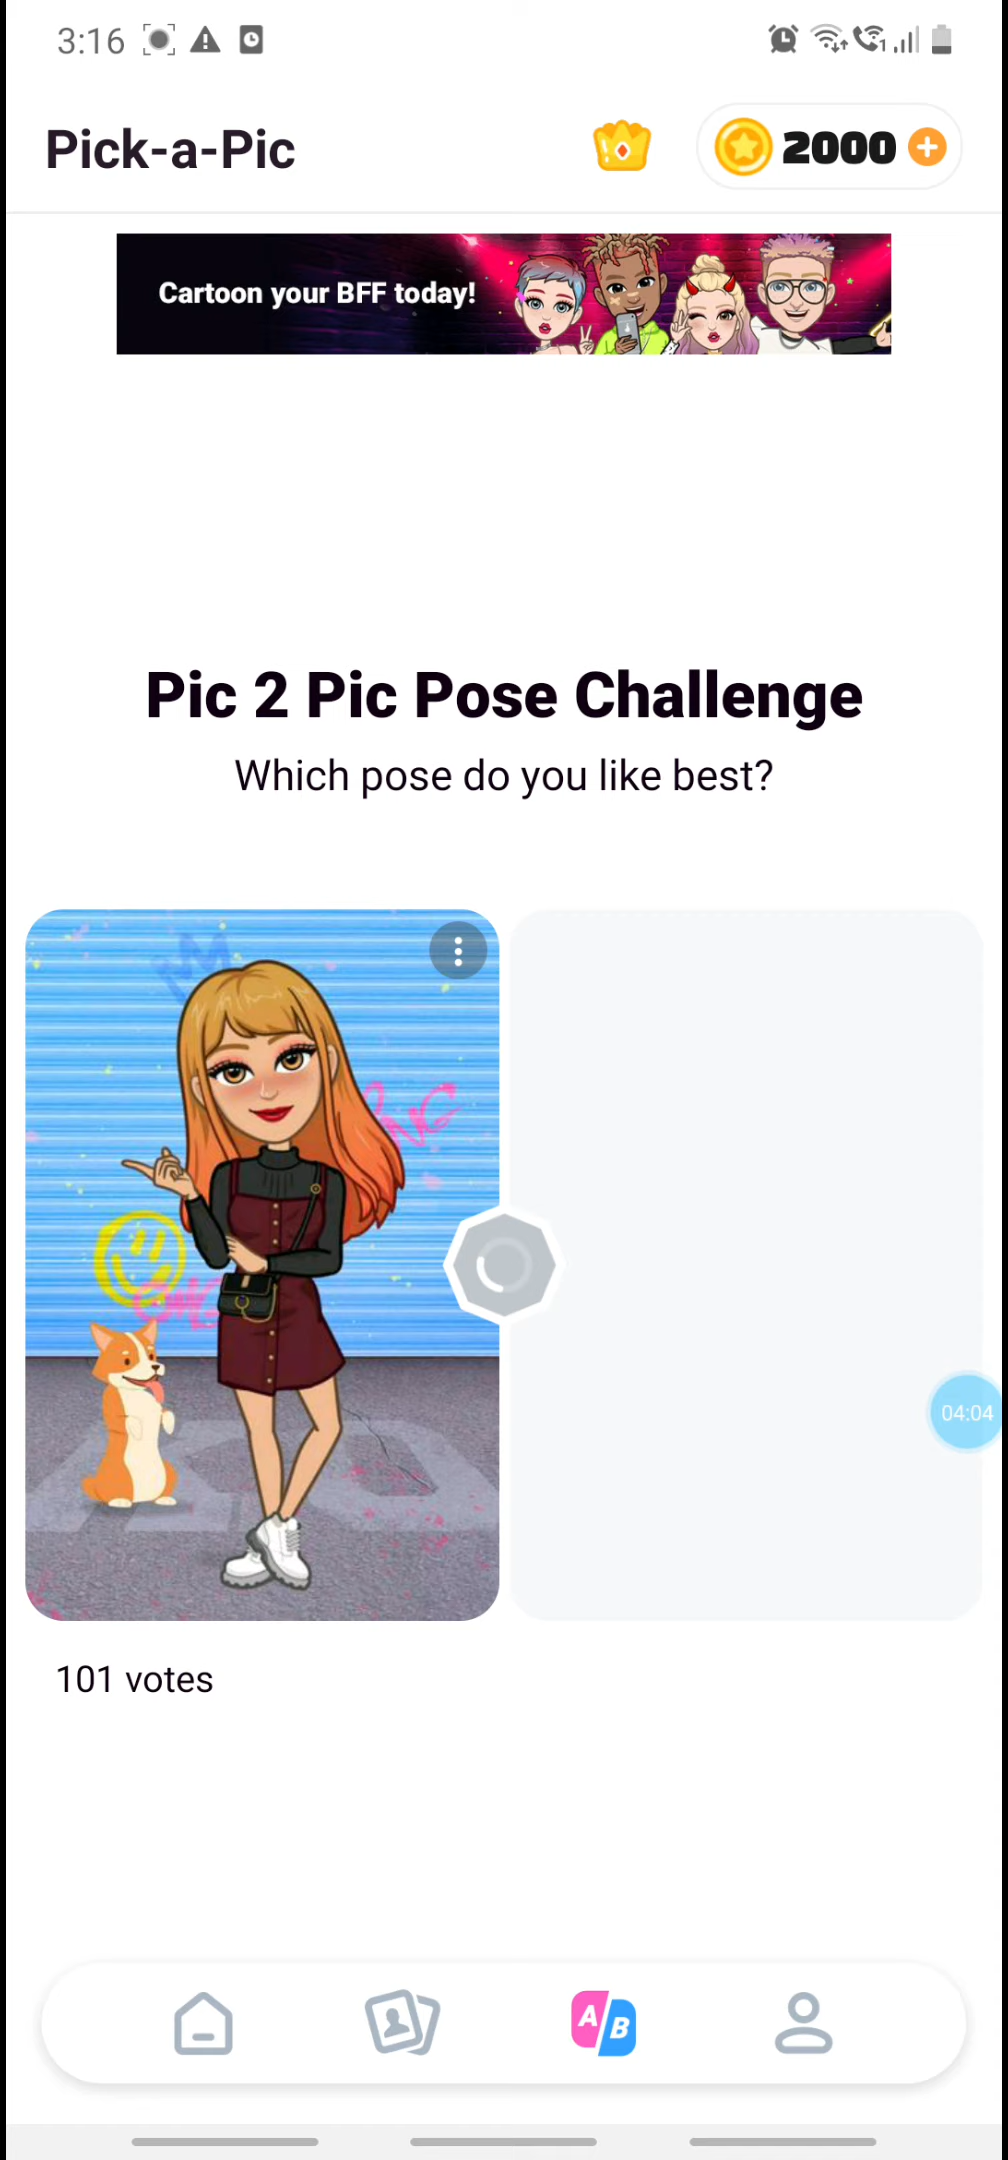 3:16
Pick-a-Pic
2000
Cartoon your BFF today!
Pic 2 Pic Pose Challenge
Which pose do you like best?
OMG
04:04
101 votes
A B